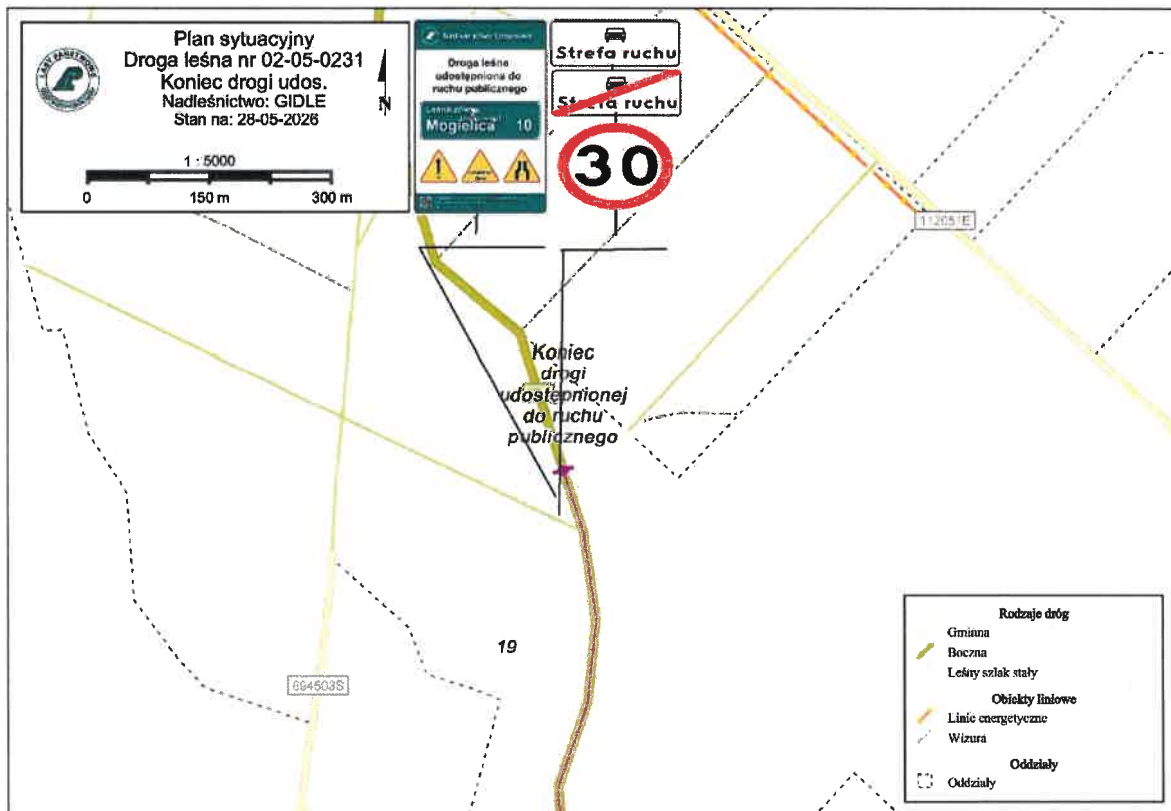 Plan sytuacyjny
Droga leśna nr 02-05-0231
Koniec drogi udos.
Nadleśnictwo: GIDLE
Stan na: 28-05-2026
N
1 : 5000
0 150 m 300 m
Droga leśna
udostępniona do
ruchu publicznego
Mogielica 10
Strefa ruchu
Strefa ruchu
30
112051E
Koniec
drogi
udostępnionej
do ruchu
publicznego
19
694503S
Rodzaje dróg
Gminna
Boczna
Leśny szlak stały
Obiekty liniowe
Linie energetyczne
Wizura
Oddziały
Oddziały